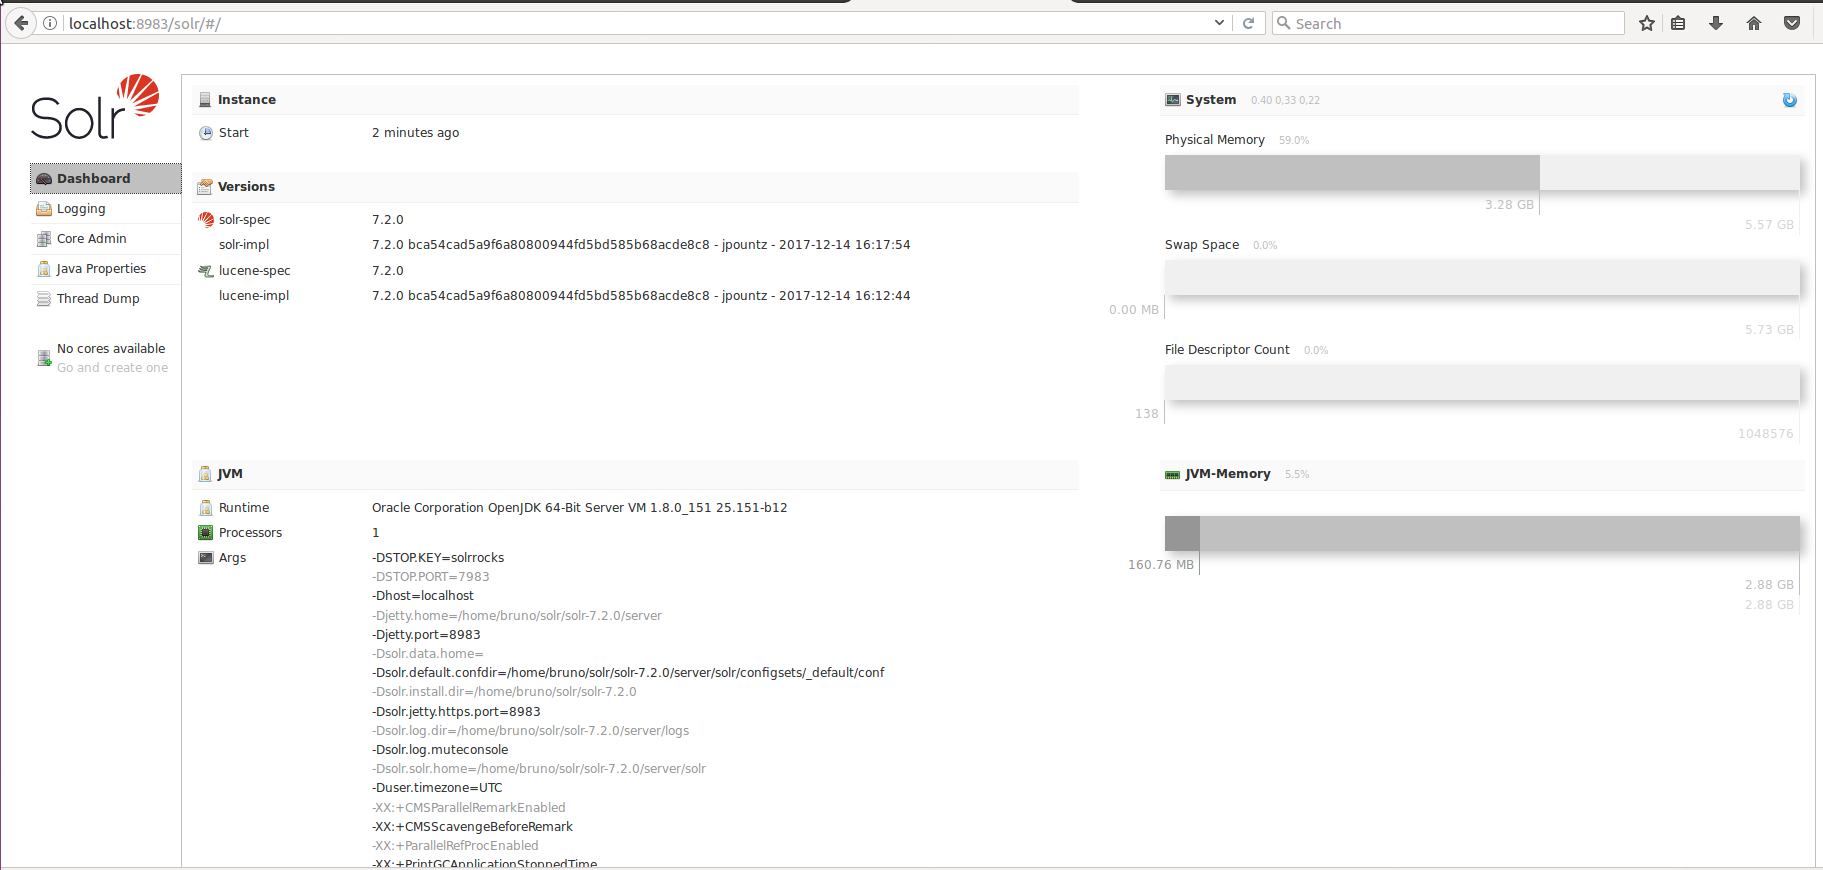 localhost:8983/solr/#/
Search
Solr
Dashboard
Logging
Core Admin
Java Properties
Thread Dump
No cores available
Go and create one
Instance
Start 2 minutes ago
Versions
solr-spec 7.2.0
solr-impl 7.2.0 bca54cad5a9f6a80800944fd5bd585b68acde8c8 - jpountz - 2017-12-14 16:17:54
lucene-spec 7.2.0
lucene-impl 7.2.0 bca54cad5a9f6a80800944fd5bd585b68acde8c8 - jpountz - 2017-12-14 16:12:44
JVM
Runtime Oracle Corporation OpenJDK 64-Bit Server VM 1.8.0_151 25.151-b12
Processors 1
Args -DSTOP.KEY=solrrocks
-DSTOP.PORT=7983
-Dhost=localhost
-Djetty.home=/home/bruno/solr/solr-7.2.0/server
-Djetty.port=8983
-Dsolr.data.home=
-Dsolr.default.confdir=/home/bruno/solr/solr-7.2.0/server/solr/configsets/_default/conf
-Dsolr.install.dir=/home/bruno/solr/solr-7.2.0
-Dsolr.jetty.https.port=8983
-Dsolr.log.dir=/home/bruno/solr/solr-7.2.0/server/logs
-Dsolr.log.muteconsole
-Dsolr.solr.home=/home/bruno/solr/solr-7.2.0/server/solr
-Duser.timezone=UTC
-XX:+CMSParallelRemarkEnabled
-XX:+CMSScavengeBeforeRemark
-XX:+ParallelRefProcEnabled
-XX:+PrintGCApplicationStoppedTime
System 0.40 0,33 0,22
Physical Memory 59.0%
3.28 GB
5.57 GB
Swap Space 0.0%
0.00 MB
5.73 GB
File Descriptor Count 0.0%
138
1048576
JVM-Memory 5.5%
160.76 MB
2.88 GB
2.88 GB